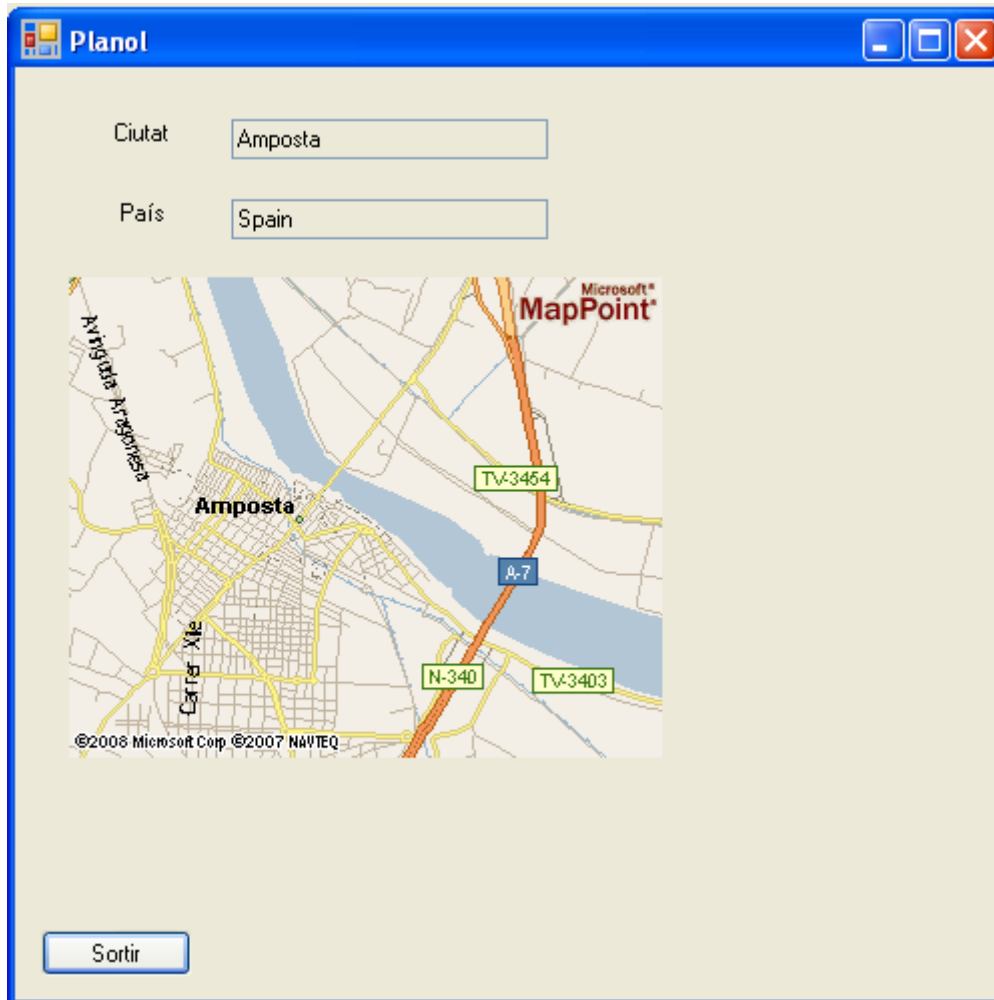 Planol
Ciutat
Amposta
País
Spain
Microsoft®
MapPoint®
Avinguda Aragonesa
TV-3454
Amposta
A-7
Carrer Xile
N-340
TV-3403
©2008 Microsoft Corp ©2007 NAVTEQ
Sortir